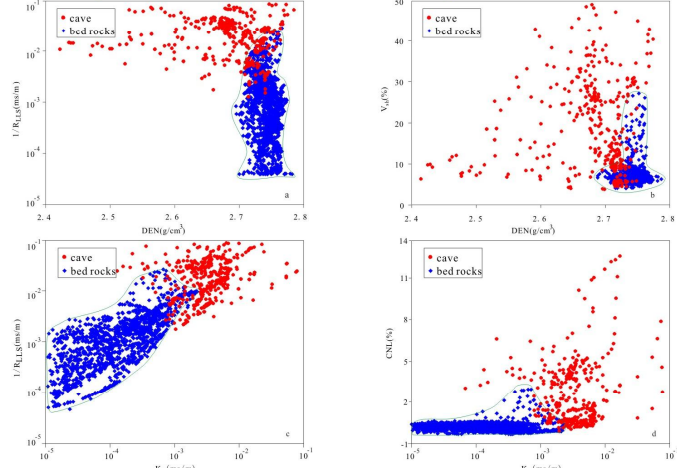 10⁻¹
cave
bed rocks
10⁻²
1/R_LLS(ms/m)
10⁻³
10⁻⁴
a
10⁻⁵
2.4 2.5 2.6 2.7 2.8
DEN(g/cm³)
50
cave
bed rocks
40
30
V_sh(%)
20
10
b
0
2.4 2.5 2.6 2.7 2.8
DEN(g/cm³)
10⁻¹
cave
bed rocks
10⁻²
1/R_LLS(ms/m)
10⁻³
10⁻⁴
c
10⁻⁵
10⁻⁵ 10⁻⁴ 10⁻³ 10⁻² 10⁻¹
14
cave
bed rocks
12
8
CNL(%)
5
2
d
-1
10⁻⁵ 10⁻⁴ 10⁻³ 10⁻² 10⁻¹